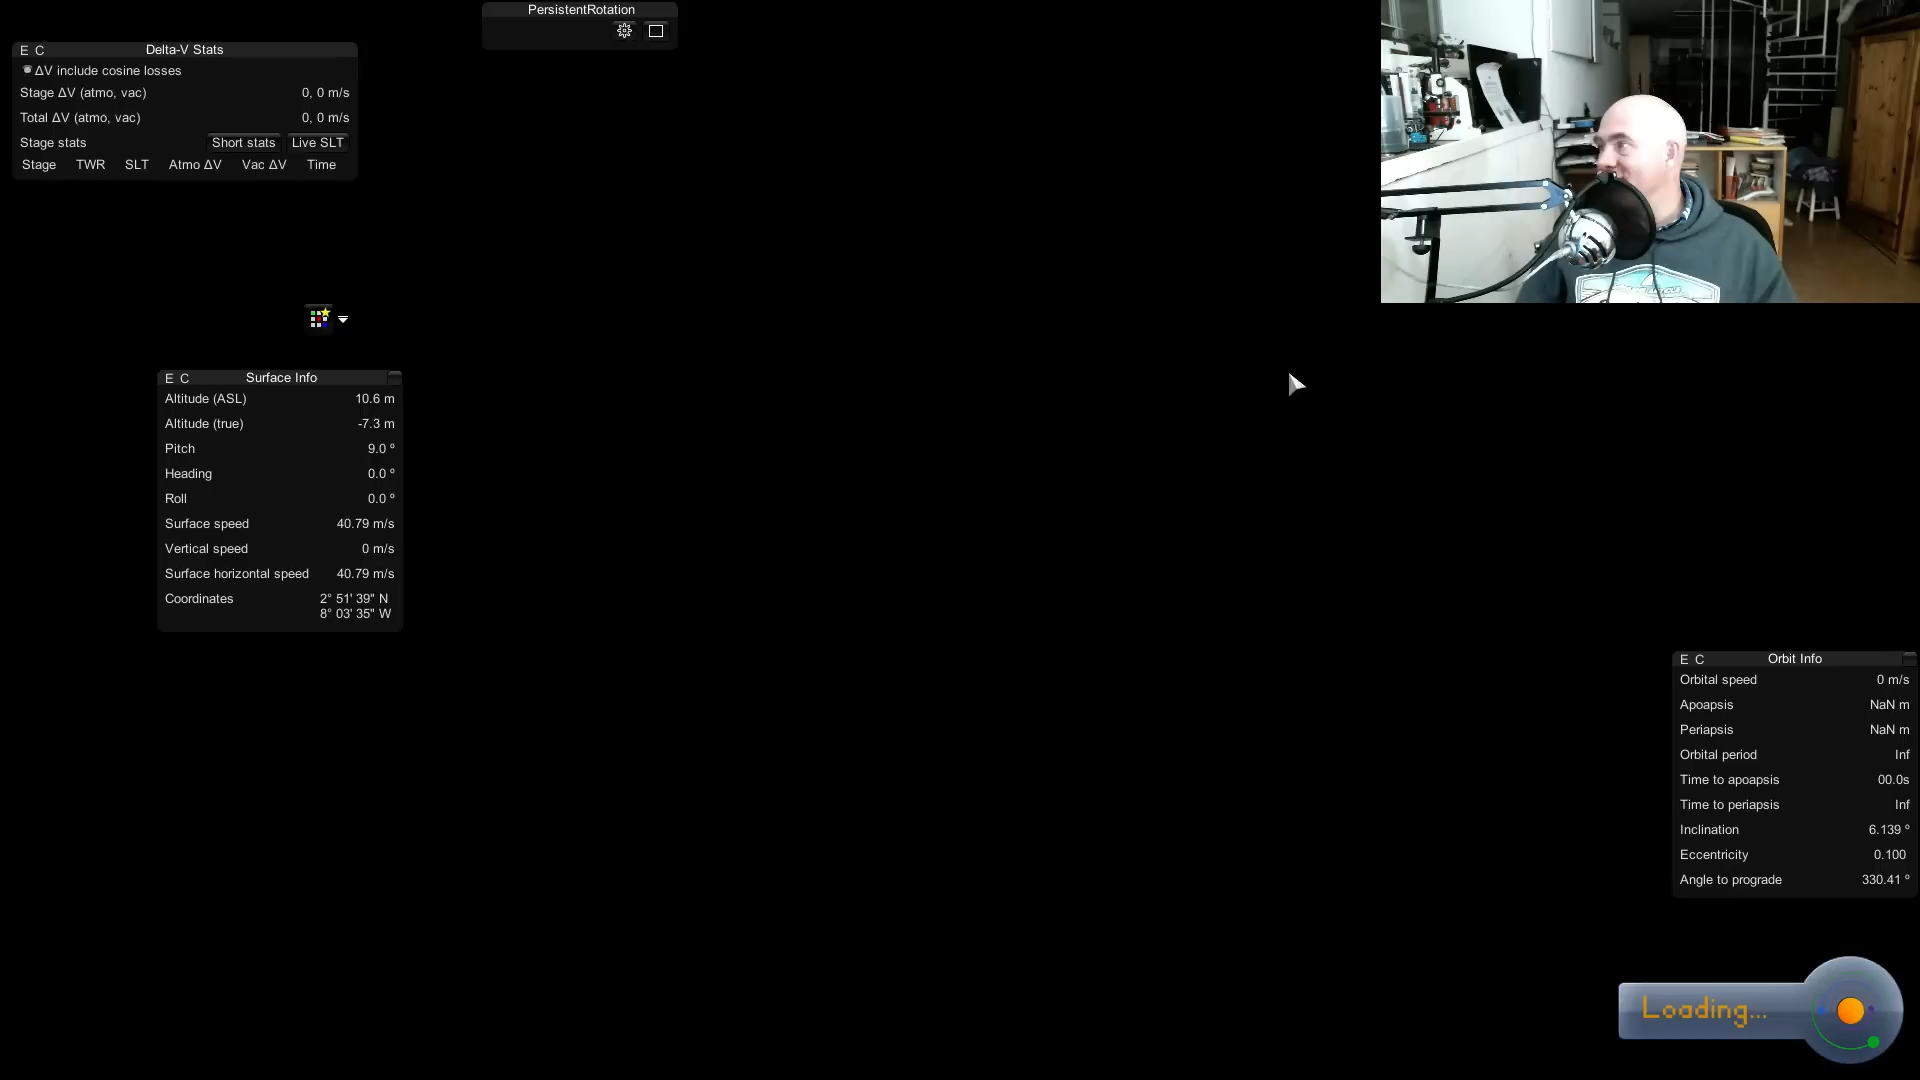 PersistentRotation
E C Delta-V Stats
ΔV include cosine losses
Stage ΔV (atmo, vac) 0, 0 m/s
Total ΔV (atmo, vac) 0, 0 m/s
Stage stats Short stats Live SLT
Stage TWR SLT Atmo ΔV Vac ΔV Time
E C Surface Info
Altitude (ASL) 10.6 m
Altitude (true) -7.3 m
Pitch 9.0 º
Heading 0.0 º
Roll 0.0 º
Surface speed 40.79 m/s
Vertical speed 0 m/s
Surface horizontal speed 40.79 m/s
Coordinates 2° 51' 39" N
8° 03' 35" W
E C Orbit Info
Orbital speed 0 m/s
Apoapsis NaN m
Periapsis NaN m
Orbital period Inf
Time to apoapsis 00.0s
Time to periapsis Inf
Inclination 6.139 º
Eccentricity 0.100
Angle to prograde 330.41 º
Loading...